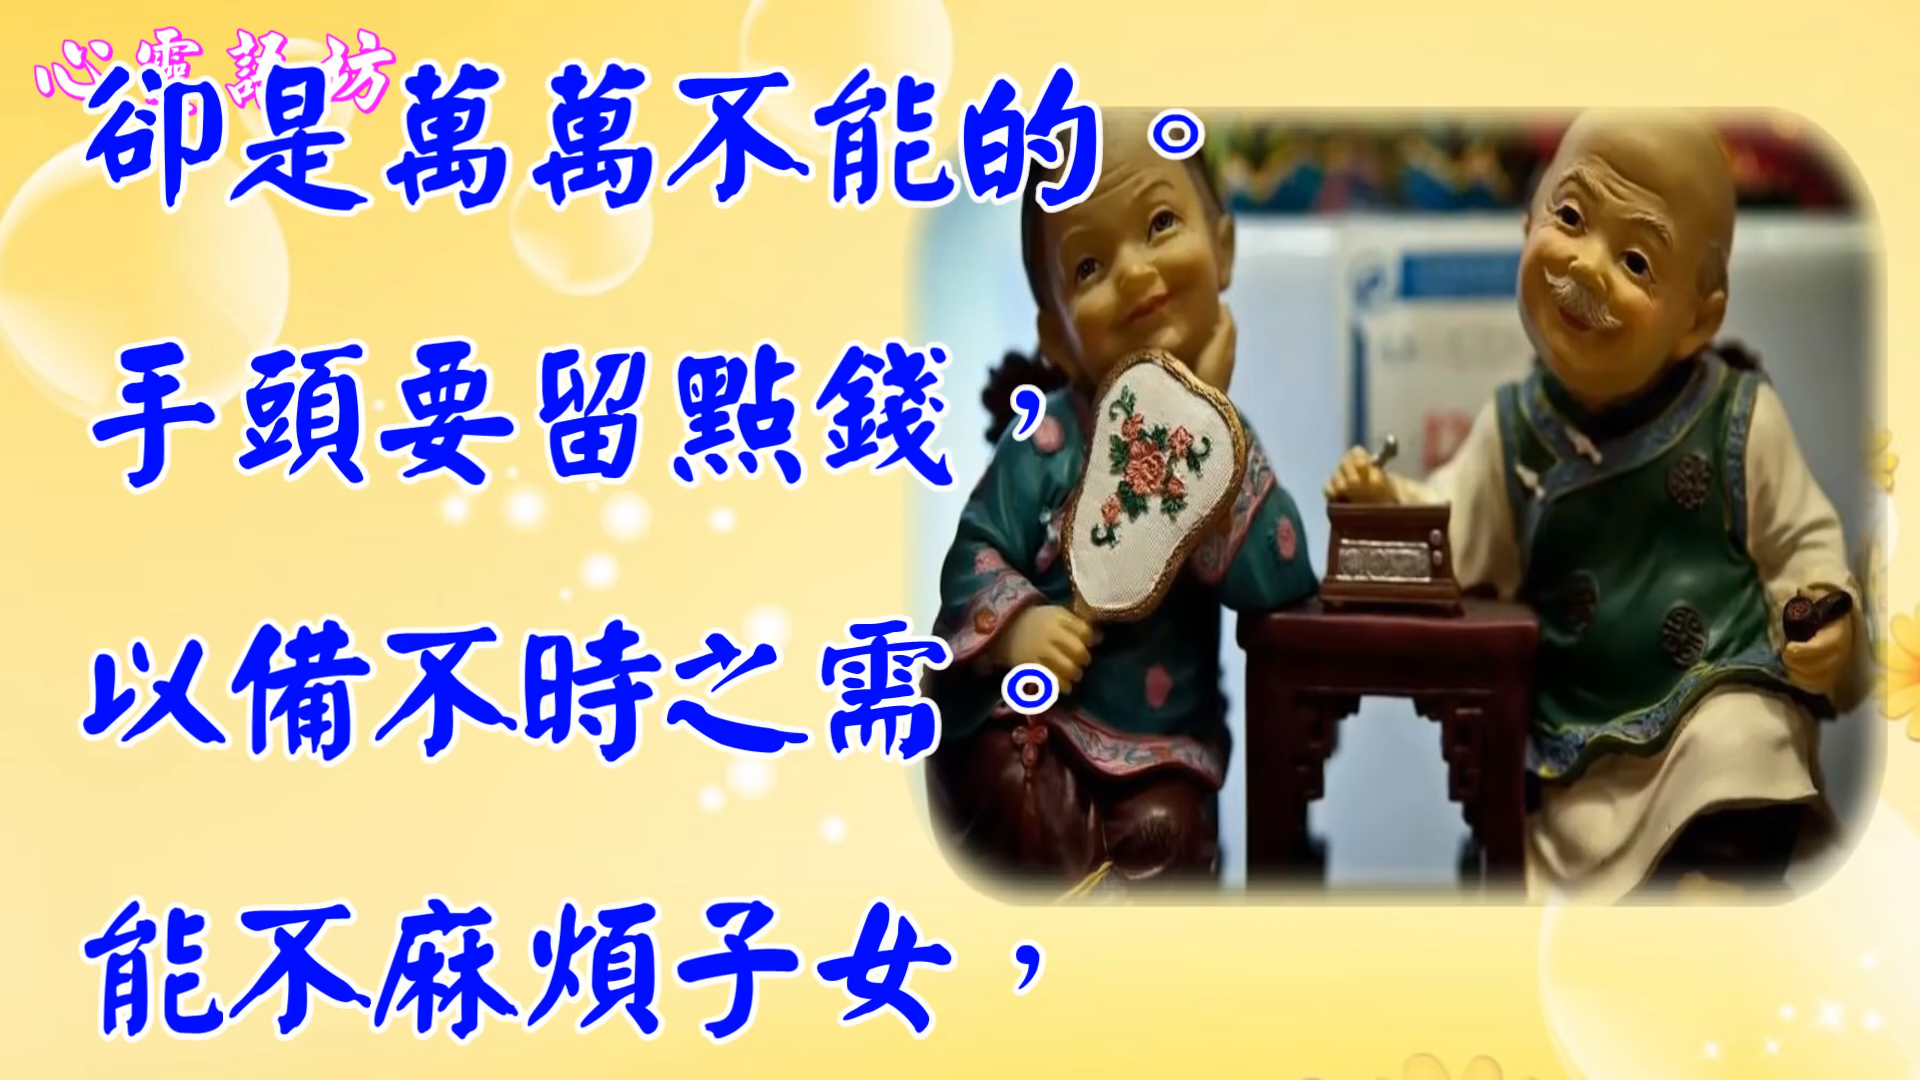 心靈語坊
卻是萬萬不能的。
手頭要留點錢，
以備不時之需。
能不麻煩子女，